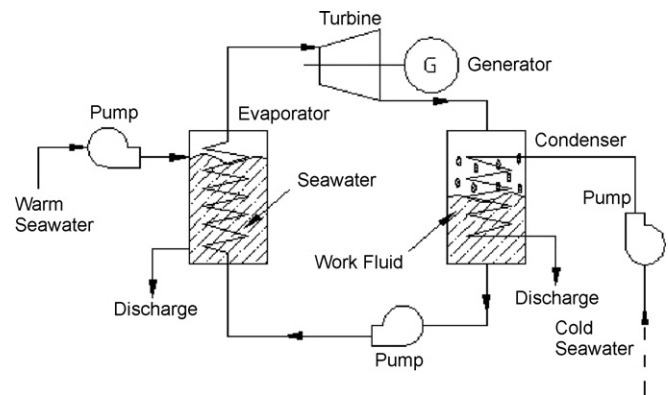 Turbine
G
Generator
Evaporator
Pump
Condenser
Seawater
Pump
Warm
Seawater
Work Fluid
Discharge
Discharge
Cold
Seawater
Pump